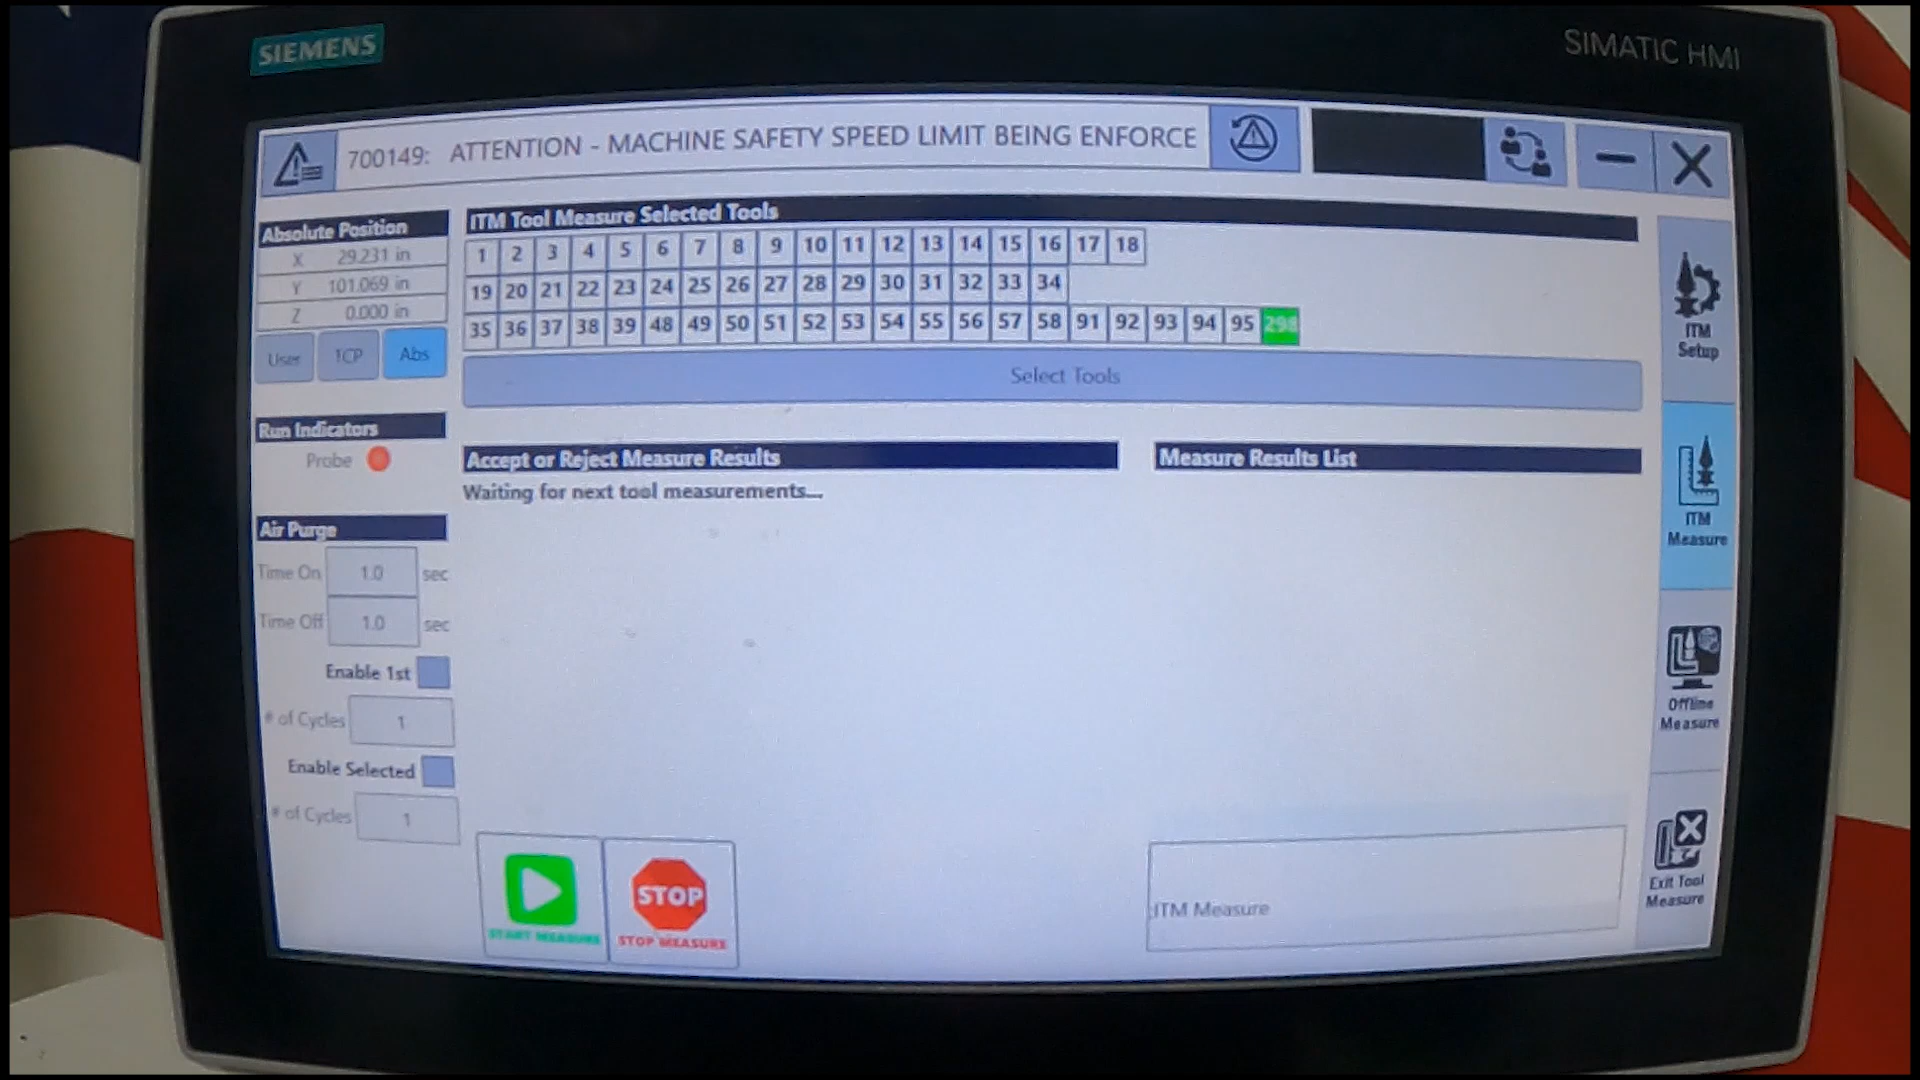 SIEMENS
SIMATIC HMI
700149: ATTENTION - MACHINE SAFETY SPEED LIMIT BEING ENFORCE
Absolute Position
X 29.231 in
Y 101.069 in
Z 0.000 in
User TCP Abs
ITM Tool Measure Selected Tools
1 2 3 4 5 6 7 8 9 10 11 12 13 14 15 16 17 18
19 20 21 22 23 24 25 26 27 28 29 30 31 32 33 34
35 36 37 38 39 48 49 50 51 52 53 54 55 56 57 58 91 92 93 94 95 298
Select Tools
Run Indicators
Probe
Accept or Reject Measure Results
Waiting for next tool measurements...
Measure Results List
Air Purge
Time On 1.0 sec
Time Off 1.0 sec
Enable 1st
# of Cycles 1
Enable Selected
# of Cycles 1
START MEASURE
STOP
STOP MEASURE
:ITM Measure
ITM
Setup
ITM
Measure
Offline
Measure
Exit Tool
Measure